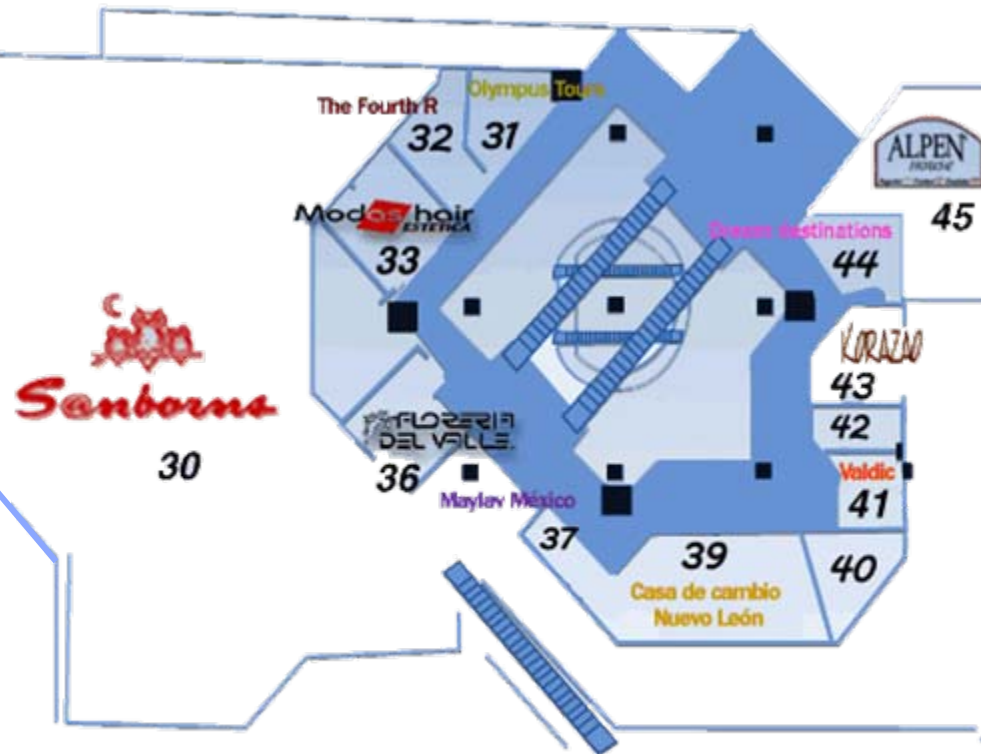 Olympus Tours
The Fourth R
32
31
ALPEN
HOUSE
Modas hair
ESTETICA
45
Dream destinations
33
44
KORAZAO
Sanborns
43
FLORERIA
DEL VALLE.
42
30
36
Valdic
Maylav México
41
37
39
40
Casa de cambio
Nuevo León